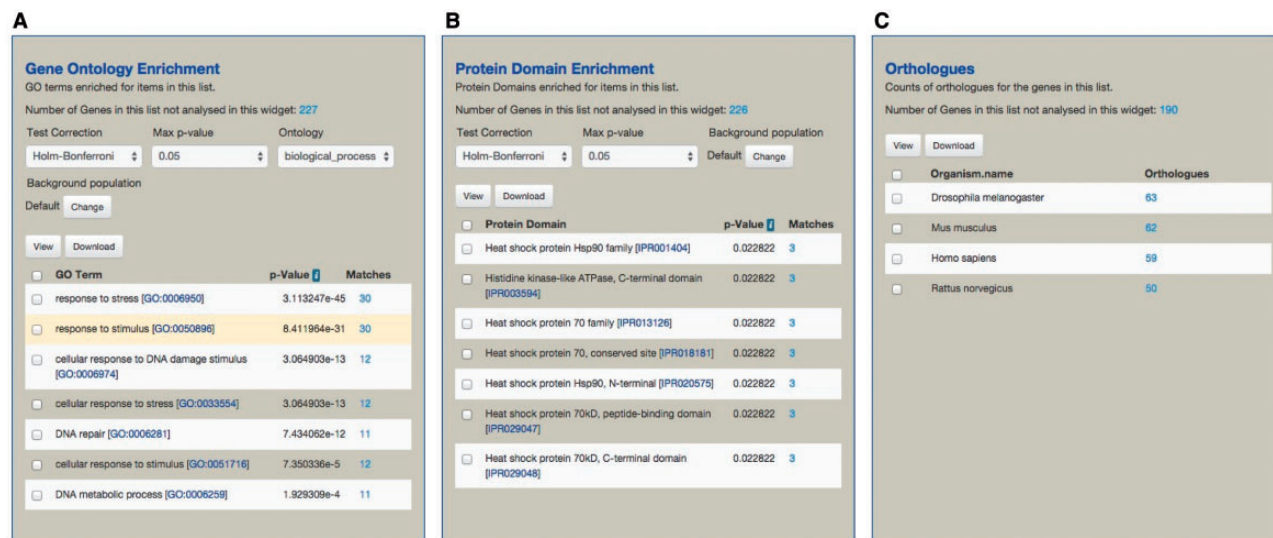 A
Gene Ontology Enrichment
GO terms enriched for items in this list.
Number of Genes in this list not analysed in this widget: 227
Test Correction Max p-value Ontology
Holm-Bonferroni 0.05 biological_process
Background population
Default Change
View Download
GO Term p-Value i Matches
response to stress [GO:0006950] 3.113247e-45 30
response to stimulus [GO:0050896] 8.411964e-31 30
cellular response to DNA damage stimulus 3.064903e-13 12
[GO:0006974]
cellular response to stress [GO:0033554] 3.064903e-13 12
DNA repair [GO:0006281] 7.434062e-12 11
cellular response to stimulus [GO:0051716] 7.350336e-5 12
DNA metabolic process [GO:0006259] 1.929309e-4 11
B
Protein Domain Enrichment
Protein Domains enriched for items in this list.
Number of Genes in this list not analysed in this widget: 226
Test Correction Max p-value Background population
Holm-Bonferroni 0.05 Default Change
View Download
Protein Domain p-Value i Matches
Heat shock protein Hsp90 family [IPR001404] 0.022822 3
Histidine kinase-like ATPase, C-terminal domain 0.022822 3
[IPR003594]
Heat shock protein 70 family [IPR013126] 0.022822 3
Heat shock protein 70, conserved site [IPR018181] 0.022822 3
Heat shock protein Hsp90, N-terminal [IPR020575] 0.022822 3
Heat shock protein 70kD, peptide-binding domain 0.022822 3
[IPR029047]
Heat shock protein 70kD, C-terminal domain 0.022822 3
[IPR029048]
C
Orthologues
Counts of orthologues for the genes in this list.
Number of Genes in this list not analysed in this widget: 190
View Download
Organism.name Orthologues
Drosophila melanogaster 63
Mus musculus 62
Homo sapiens 59
Rattus norvegicus 50